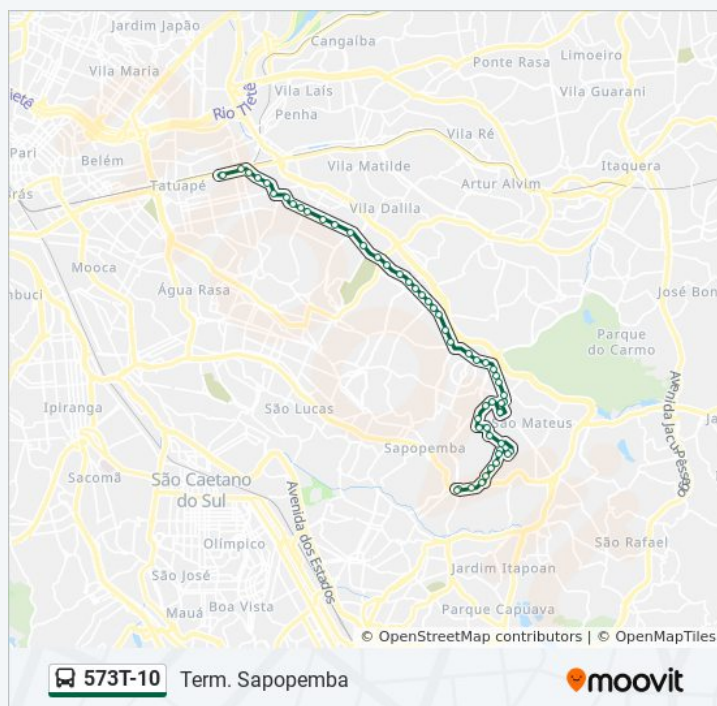 Jardim Japão
Cangaíba
Vila Maria
Ponte Rasa
Limoeiro
Vila Laís
Vila Guarani
Rio Tietê
Penha
Pari
Belém
Vila Ré
Vila Matilde
Itaquera
Tatuapé
Artur Alvim
Vila Dalila
Mooca
Água Rasa
José Bon
Parque
do Carmo
Ipiranga
São Lucas
São Mateus
Sapopemba
Sacomã
São Caetano
do Sul
Avenida dos Estados
Olímpico
São Rafael
São José
Jardim Itapoan
Mauá
Boa Vista
Parque Capuava
© OpenStreetMap contributors | © OpenMapTiles
573T-10
Term. Sapopemba
moovit